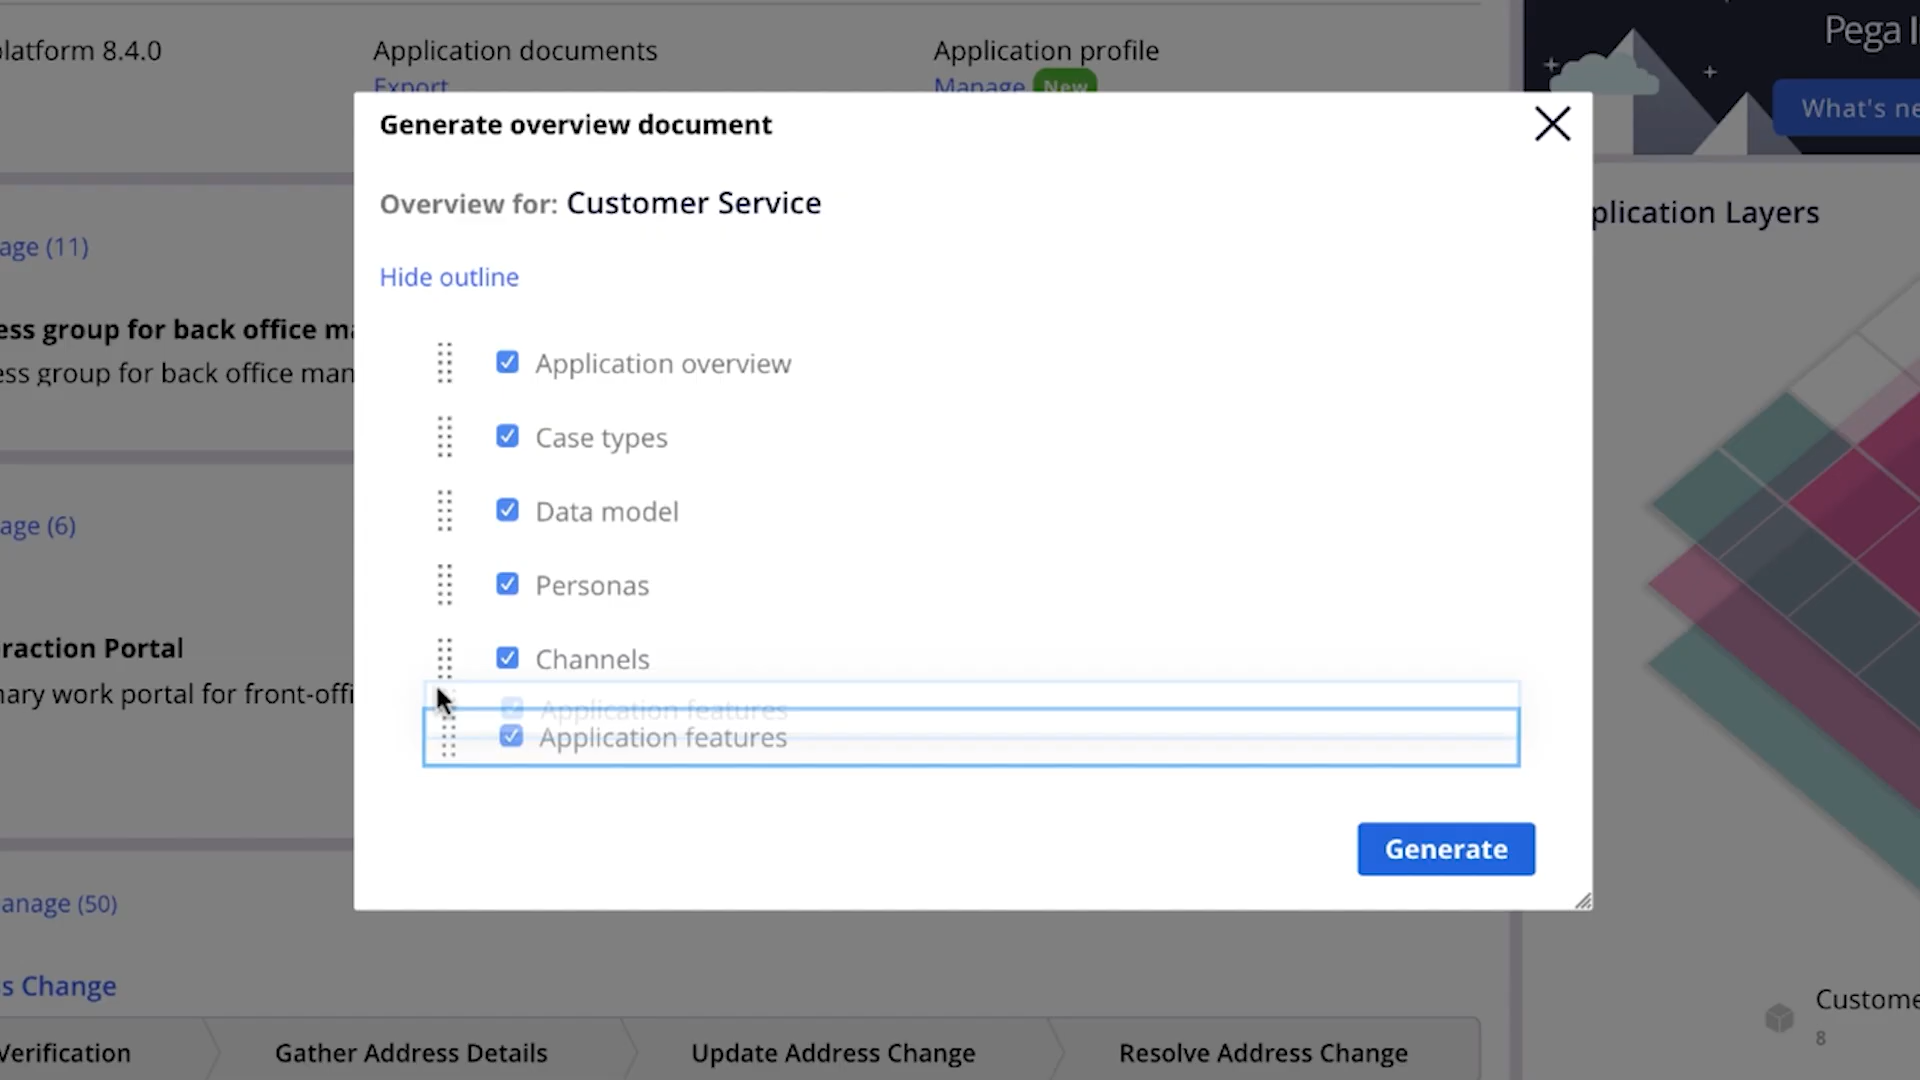 platform 8.4.0
Application documents
Application profile
Export
Manage New
Pega I
What's ne
Generate overview document
Overview for: Customer Service
Hide outline
Application overview
Case types
Data model
Personas
Channels
Application features
Application features
Generate
age (11)
ess group for back office ma
ess group for back office man
age (6)
raction Portal
nary work portal for front-offi
anage (50)
s Change
Verification
Gather Address Details
Update Address Change
Resolve Address Change
plication Layers
Custome
8